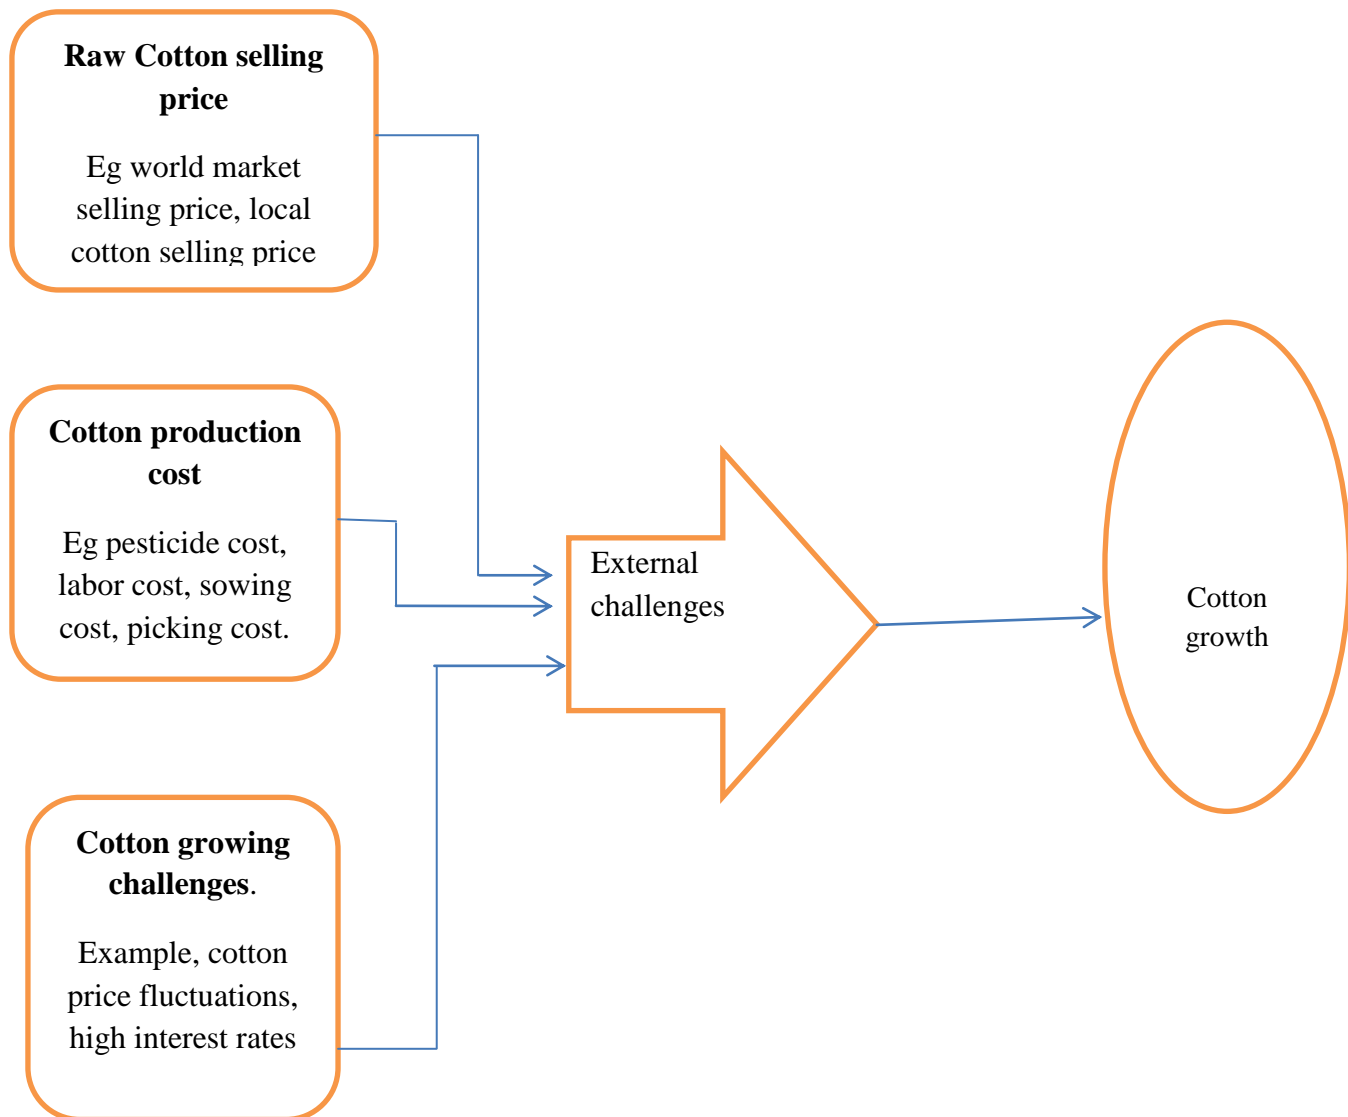 Raw Cotton selling
price
Eg world market
selling price, local
cotton selling price
Cotton production
cost
Eg pesticide cost,
labor cost, sowing
cost, picking cost.
Cotton growing
challenges.
Example, cotton
price fluctuations,
high interest rates
External
challenges
Cotton
growth